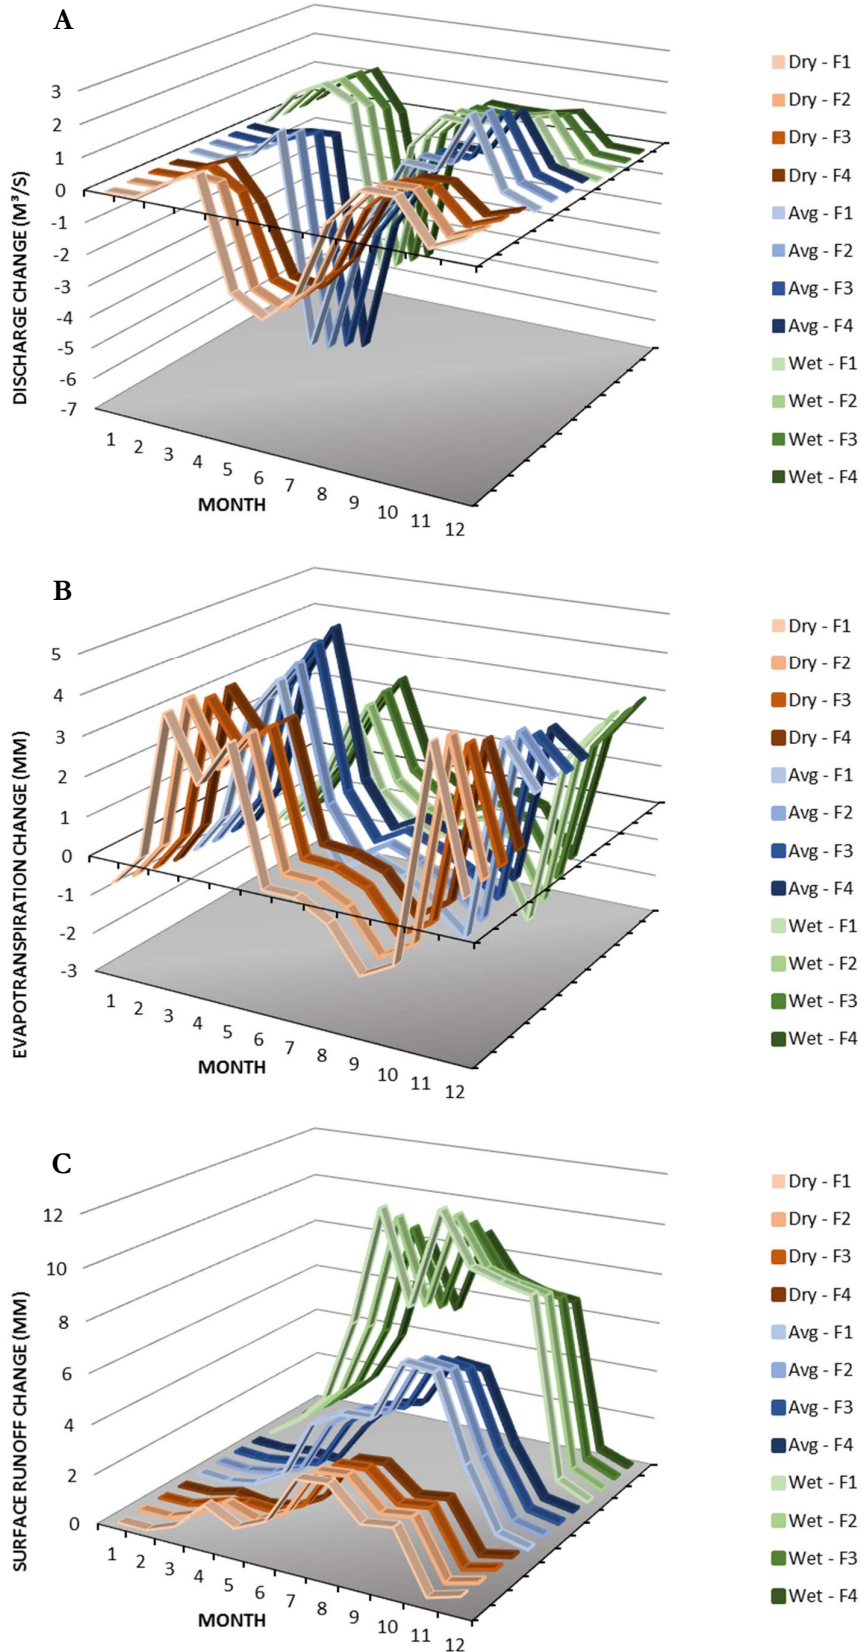 A
3
2
1
0
-1
-2
-3
-4
-5
-6
-7
DISCHARGE CHANGE (M³/S)
1 2 3 4 5 6 7 8 9 10 11 12
MONTH
Dry - F1
Dry - F2
Dry - F3
Dry - F4
Avg - F1
Avg - F2
Avg - F3
Avg - F4
Wet - F1
Wet - F2
Wet - F3
Wet - F4
B
5
4
3
2
1
0
-1
-2
-3
EVAPOTRANSPIRATION CHANGE (MM)
1 2 3 4 5 6 7 8 9 10 11 12
MONTH
Dry - F1
Dry - F2
Dry - F3
Dry - F4
Avg - F1
Avg - F2
Avg - F3
Avg - F4
Wet - F1
Wet - F2
Wet - F3
Wet - F4
C
12
10
8
6
4
2
0
SURFACE RUNOFF CHANGE (MM)
1 2 3 4 5 6 7 8 9 10 11 12
MONTH
Dry - F1
Dry - F2
Dry - F3
Dry - F4
Avg - F1
Avg - F2
Avg - F3
Avg - F4
Wet - F1
Wet - F2
Wet - F3
Wet - F4